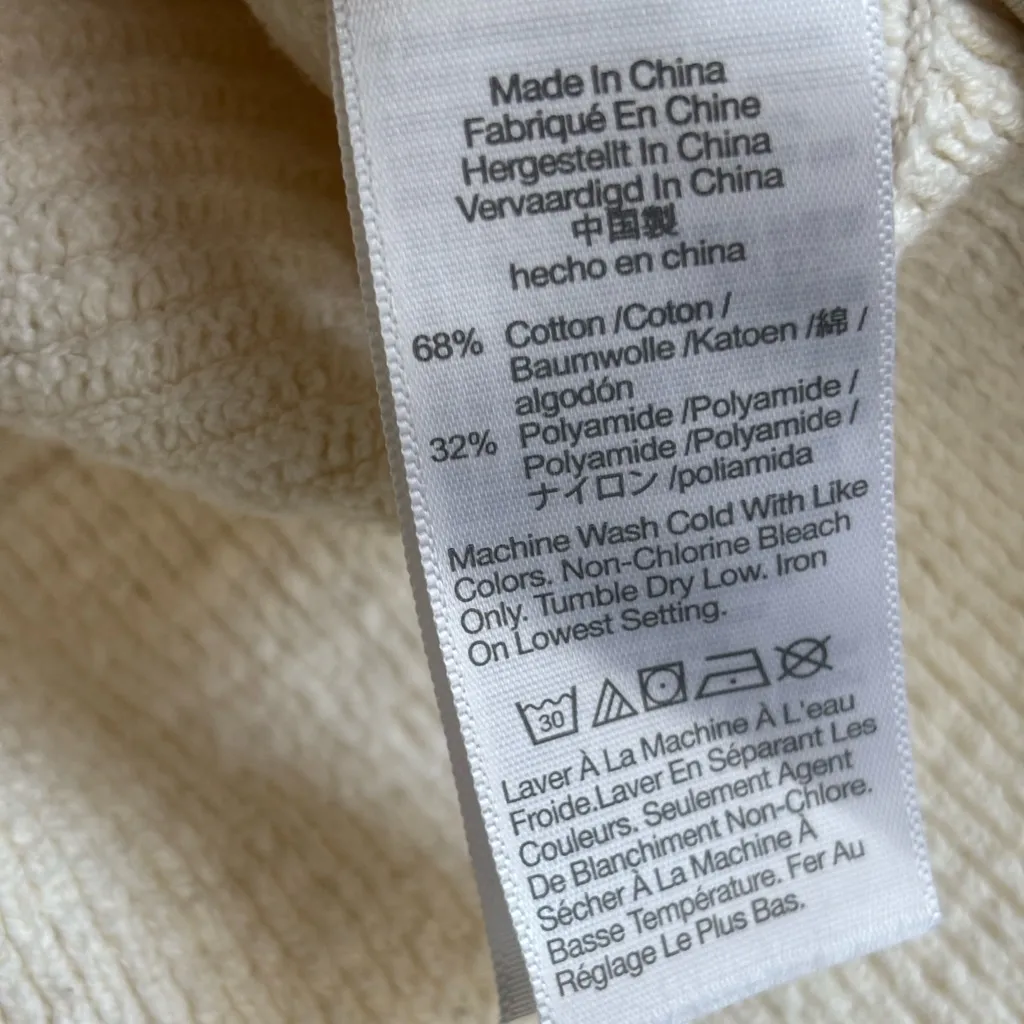 Made In China
Fabriqué En Chine
Hergestellt In China
Vervaardigd In China
中国製
hecho en china
68% Cotton /Coton /
Baumwolle /Katoen /綿 /
algodón
32% Polyamide /Polyamide /
Polyamide /Polyamide /
ナイロン /poliamida
Machine Wash Cold With Like
Colors. Non-Chlorine Bleach
Only. Tumble Dry Low. Iron
On Lowest Setting.
30
Laver À La Machine À L'eau
Froide.Laver En Séparant Les
Couleurs. Seulement Agent
De Blanchiment Non-Chlore.
Sécher À La Machine À
Basse Température. Fer Au
Réglage Le Plus Bas.